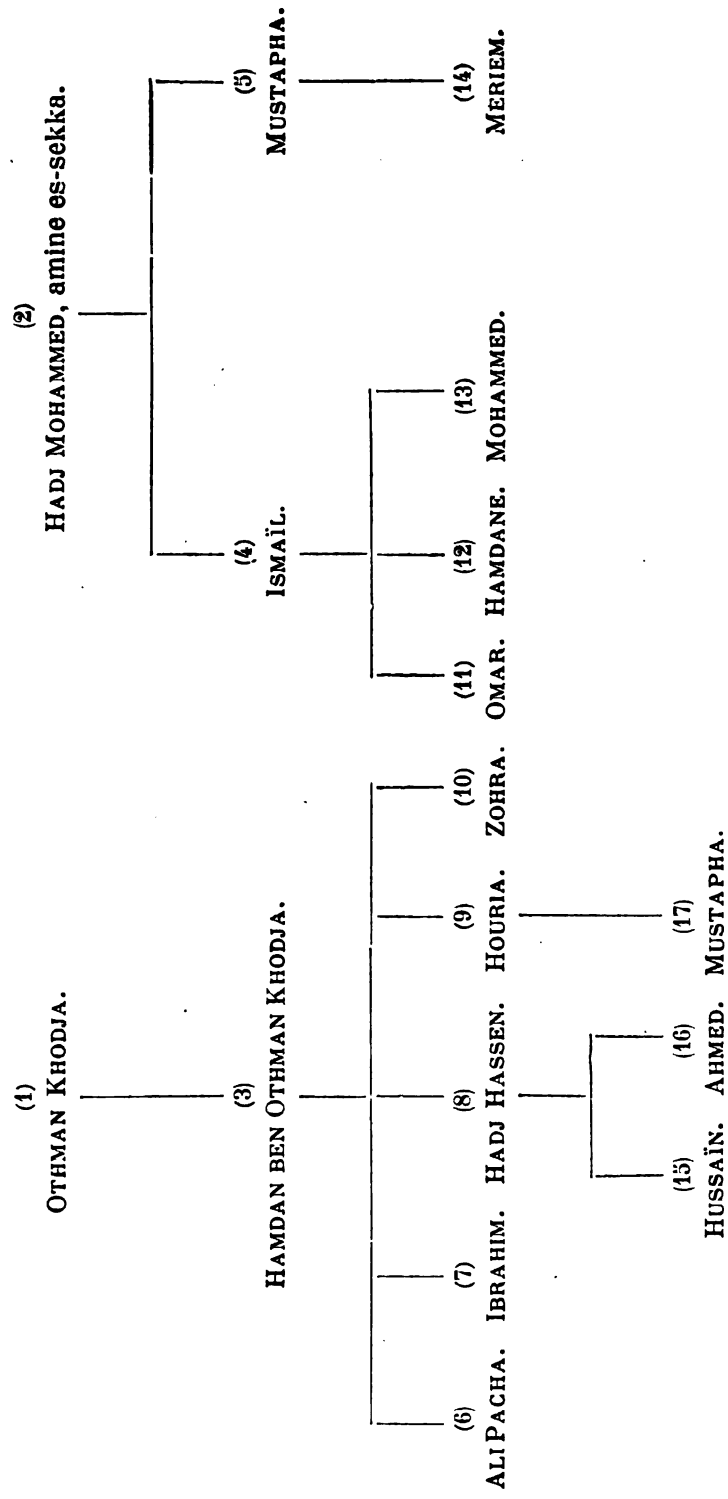 (1) (2)
OTHMAN KHODJA. HADJ MOHAMMED, amine es-sekka.
(3) (4) (5)
HAMDAN BEN OTHMAN KHODJA. ISMAÏL. MUSTAPHA.
(6) (7) (8) (9) (10) (11) (12) (13) (14)
ALI PACHA. IBRAHIM. HADJ HASSEN. HOURIA. ZOHRA. OMAR. HAMDANE. MOHAMMED. MERIEM.
(15) (16) (17)
HUSSAÏN. AHMED. MUSTAPHA.